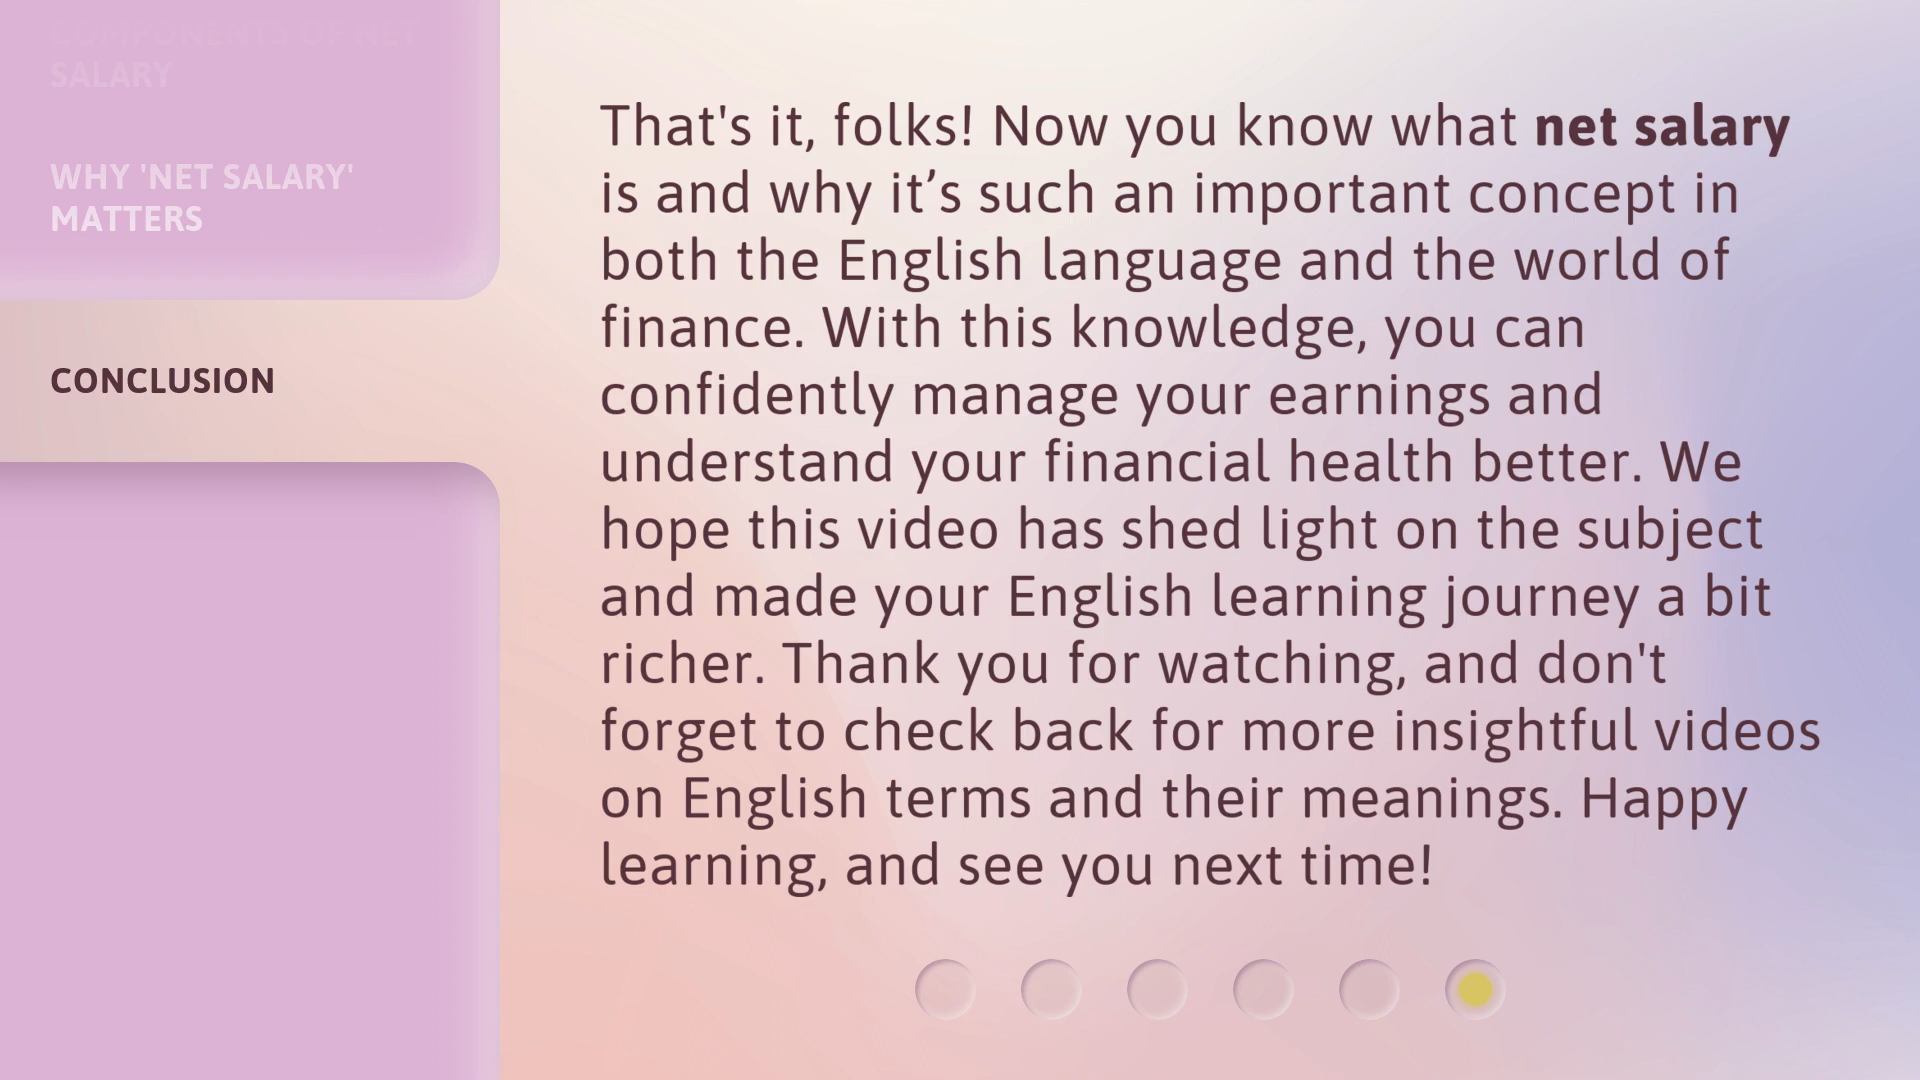 COMPONENTS OF NET
SALARY
WHY 'NET SALARY'
MATTERS
CONCLUSION
That's it, folks! Now you know what net salary
is and why it’s such an important concept in
both the English language and the world of
finance. With this knowledge, you can
confidently manage your earnings and
understand your financial health better. We
hope this video has shed light on the subject
and made your English learning journey a bit
richer. Thank you for watching, and don't
forget to check back for more insightful videos
on English terms and their meanings. Happy
learning, and see you next time!